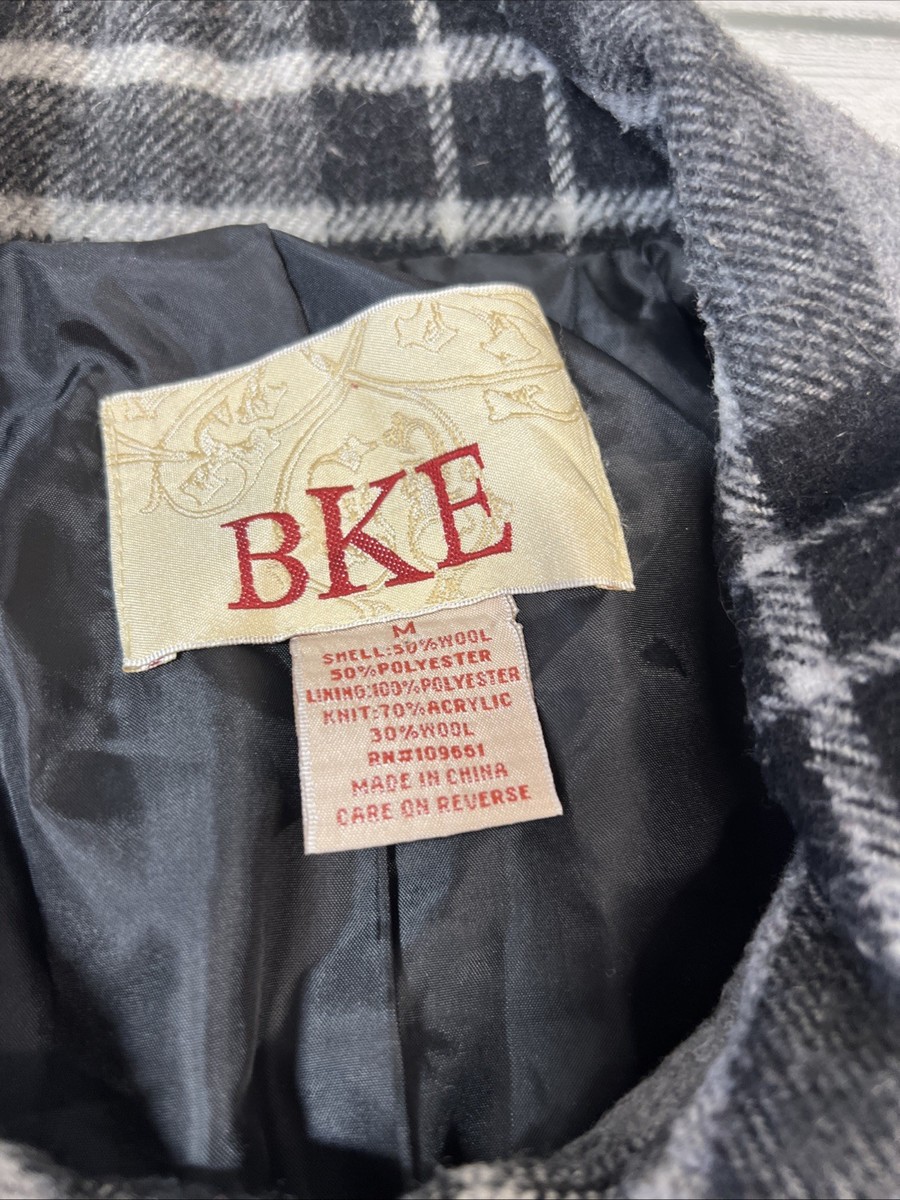 BKE
M
SHELL:50%WOOL
50%POLYESTER
LINING:100%POLYESTER
KNIT:70%ACRYLIC
30%WOOL
RN#109651
MADE IN CHINA
CARE ON REVERSE